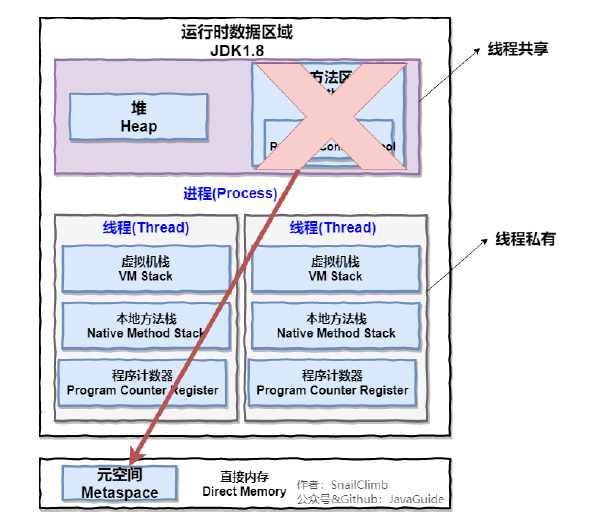 运行时数据区域
JDK1.8
线程共享
堆
Heap
方法区
进程(Process)
线程(Thread)
虚拟机栈
VM Stack
本地方法栈
Native Method Stack
程序计数器
Program Counter Register
线程(Thread)
虚拟机栈
VM Stack
本地方法栈
Native Method Stack
程序计数器
Program Counter Register
线程私有
元空间
Metaspace
直接内存
Direct Memory
作者：SnailClimb
公众号&Github：JavaGuide